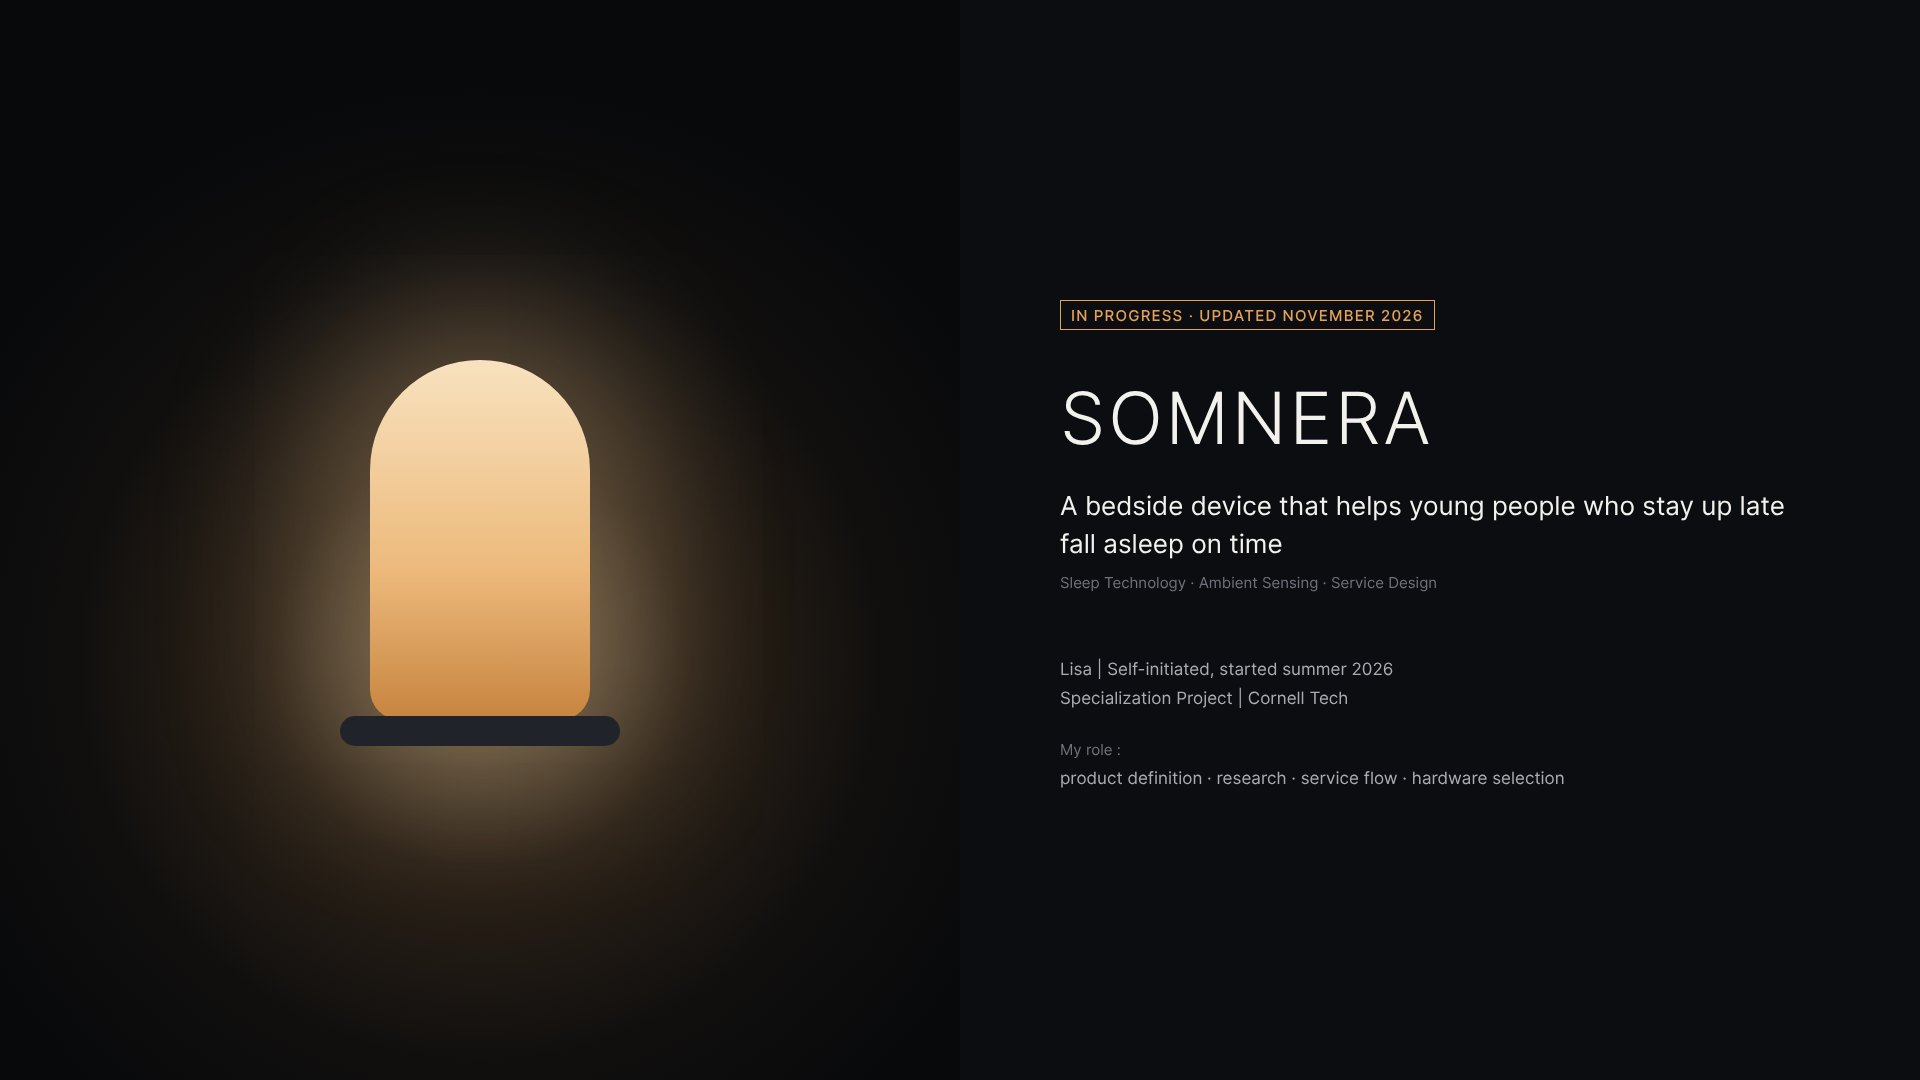 IN PROGRESS · UPDATED NOVEMBER 2026
SOMNERA
A bedside device that helps young people who stay up late
fall asleep on time
Sleep Technology · Ambient Sensing · Service Design
Lisa | Self-initiated, started summer 2026
Specialization Project | Cornell Tech
My role :
product definition · research · service flow · hardware selection